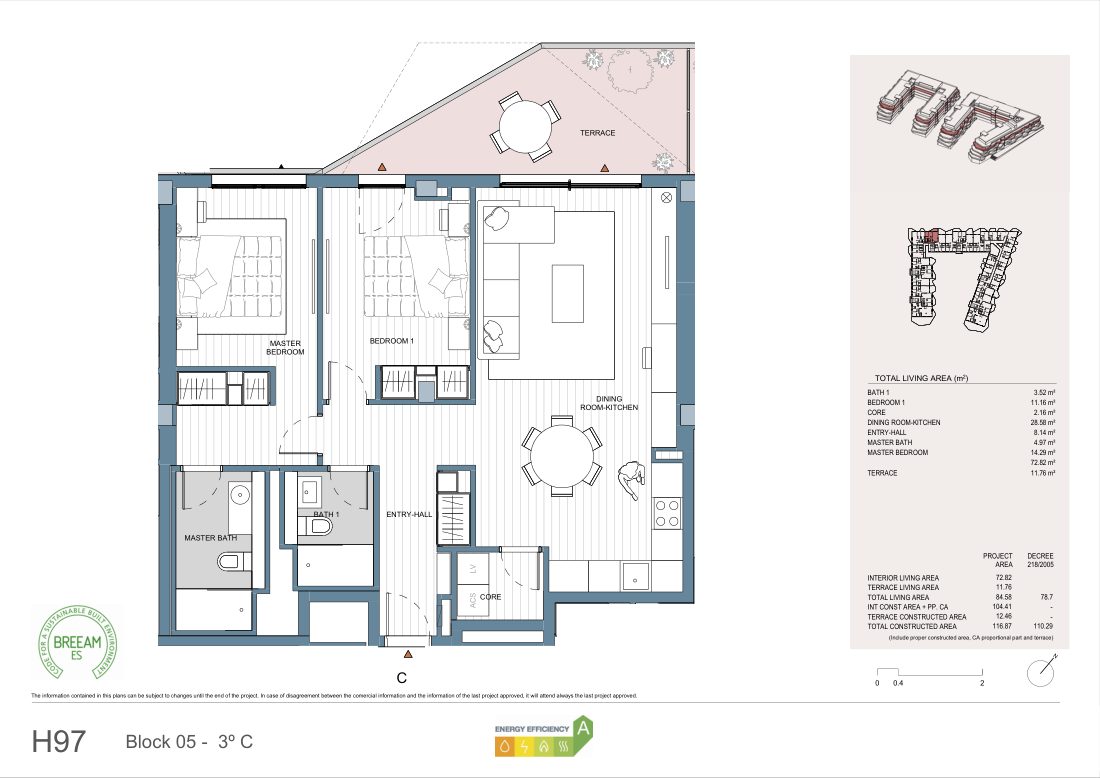 TERRACE
MASTER
BEDROOM
BEDROOM 1
DINING
ROOM-KITCHEN
MASTER BATH
BATH 1
ENTRY-HALL
LV
ACS
CORE
C
TOTAL LIVING AREA (m²)
BATH 1 3.52 m²
BEDROOM 1 11.16 m²
CORE 2.16 m²
DINING ROOM-KITCHEN 28.58 m²
ENTRY-HALL 8.14 m²
MASTER BATH 4.97 m²
MASTER BEDROOM 14.29 m²
72.82 m²
TERRACE 11.76 m²
PROJECT DECREE
AREA 218/2005
INTERIOR LIVING AREA 72.82
TERRACE LIVING AREA 11.76
TOTAL LIVING AREA 84.58 78.7
INT CONST AREA + PP. CA 104.41 -
TERRACE CONSTRUCTED AREA 12.46 -
TOTAL CONSTRUCTED AREA 116.87 110.29
(Include proper constructed area, CA proportional part and terrace)
0 0.4 2
N
CODE FOR A SUSTAINABLE BUILT ENVIRONMENT
BREEAM
ES
The information contained in this plans can be subject to changes until the end of the project. In case of disagreement between the comercial information and the information of the last project approved, it will attend always the last project approved.
H97 Block 05 - 3º C
ENERGY EFFICIENCY A